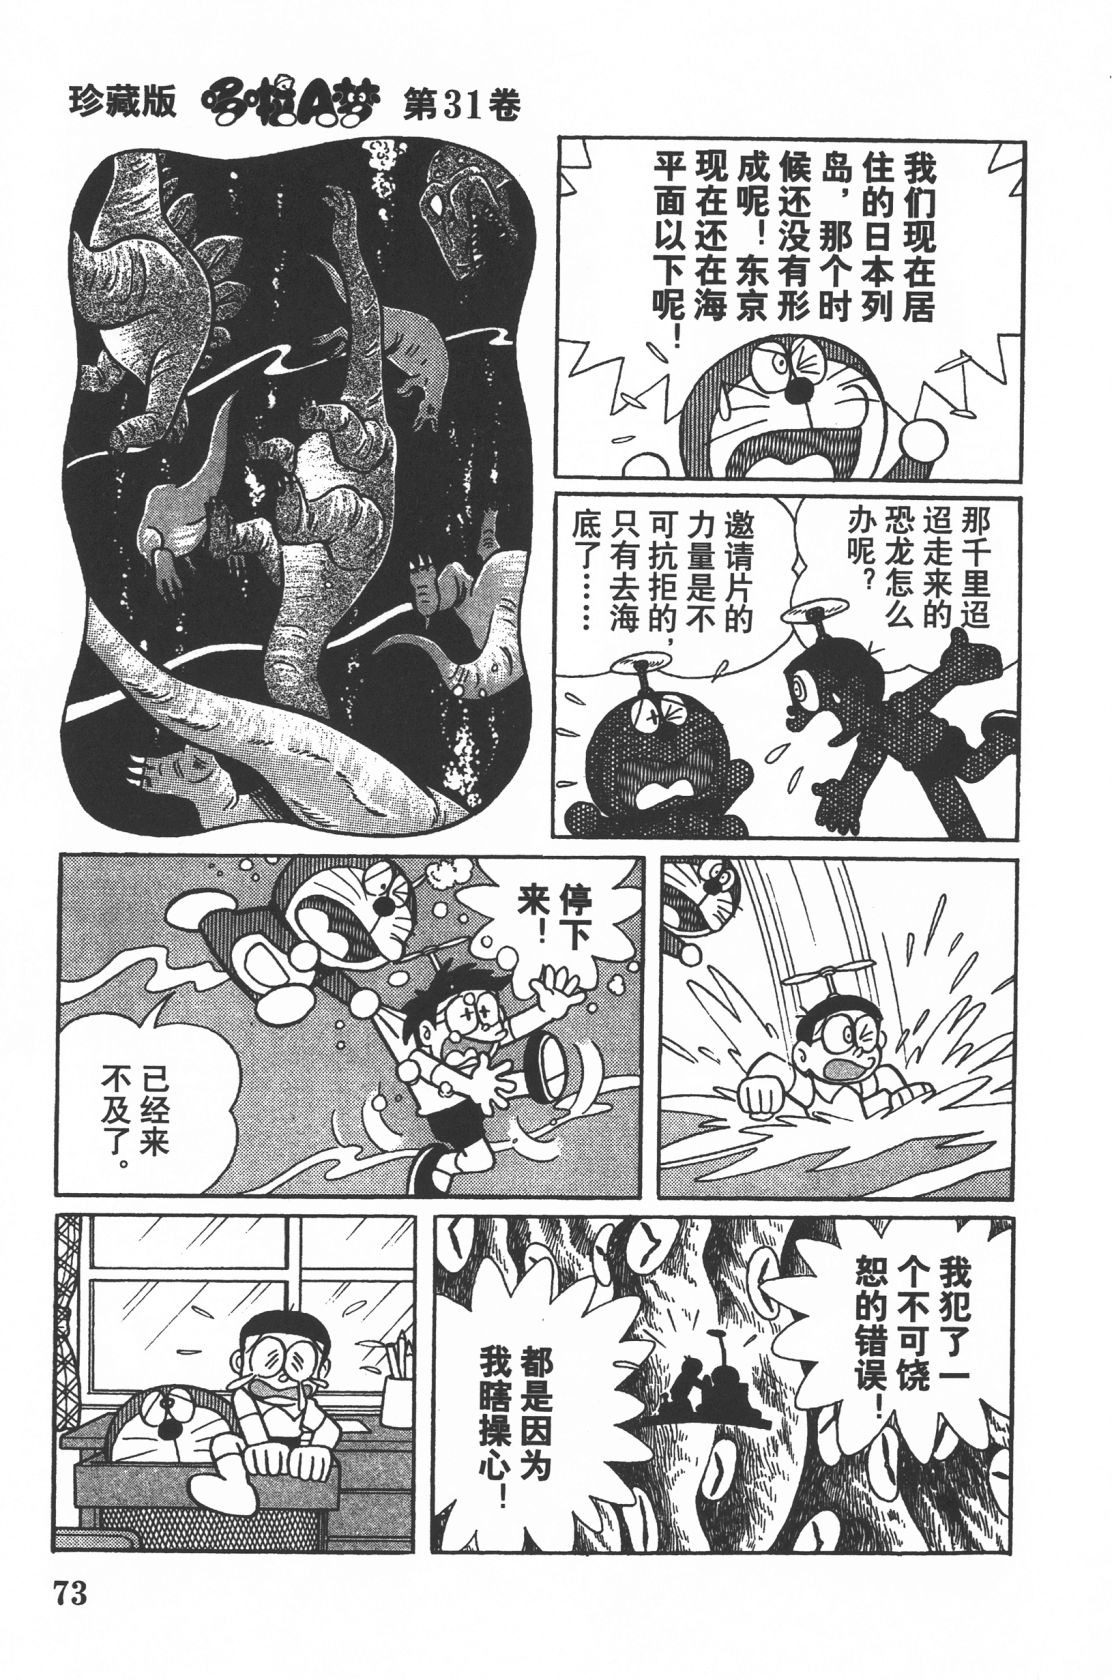 珍藏版 哆啦A梦 第31卷
我们现在居
住的日本列
岛，那个时
候还没有形
成呢！东京
现在还在海
平面以下呢！
那千里迢
迢走来的
恐龙怎么
办呢？
邀请片的
力量是不
可抗拒的，
只有去海
底了……
停下
来！
已经来
不及了。
我犯了一
个不可饶
恕的错误！
都是因为
我瞎操心！
73